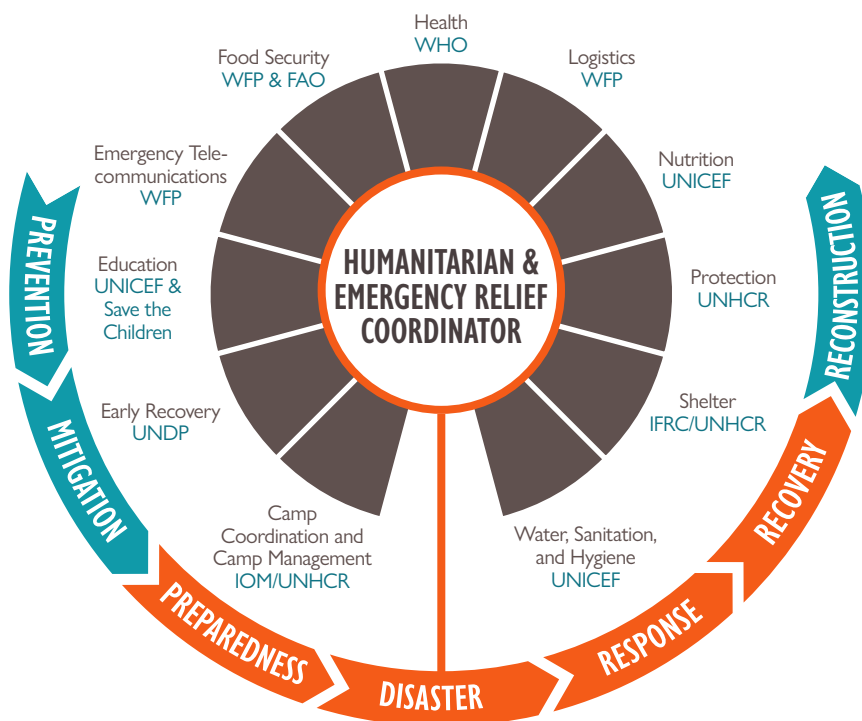 Health
WHO
Food Security
WFP & FAO
Logistics
WFP
Emergency Tele-
communications
WFP
Nutrition
UNICEF
Education
UNICEF &
Save the
Children
Protection
UNHCR
Early Recovery
UNDP
Shelter
IFRC/UNHCR
Camp
Coordination and
Camp Management
IOM/UNHCR
Water, Sanitation,
and Hygiene
UNICEF
HUMANITARIAN &
EMERGENCY RELIEF
COORDINATOR
PREVENTION
MITIGATION
PREPAREDNESS
DISASTER
RESPONSE
RECOVERY
RECONSTRUCTION